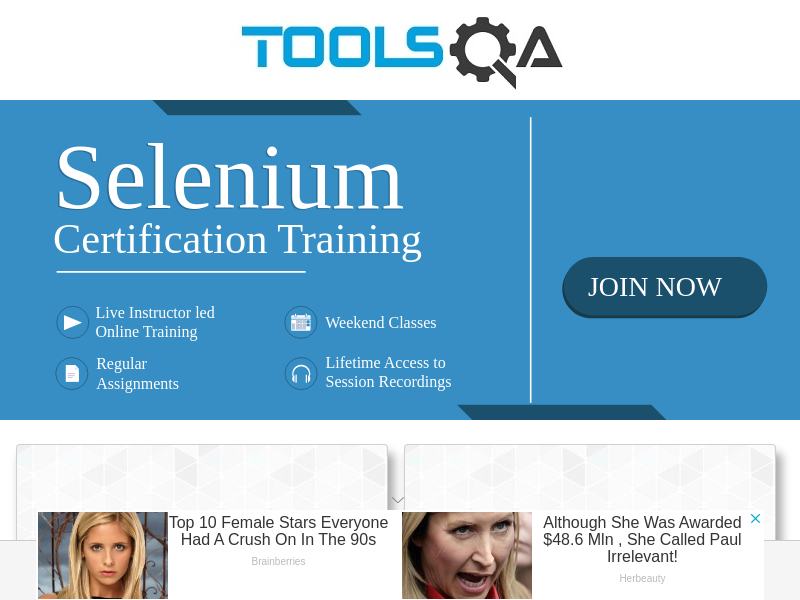 TOOLSQA
Selenium
Certification Training
Live Instructor led
Online Training
Weekend Classes
Regular
Assignments
Lifetime Access to
Session Recordings
JOIN NOW
Top 10 Female Stars Everyone
Had A Crush On In The 90s
Brainberries
Although She Was Awarded
$48.6 Mln , She Called Paul
Irrelevant!
Herbeauty